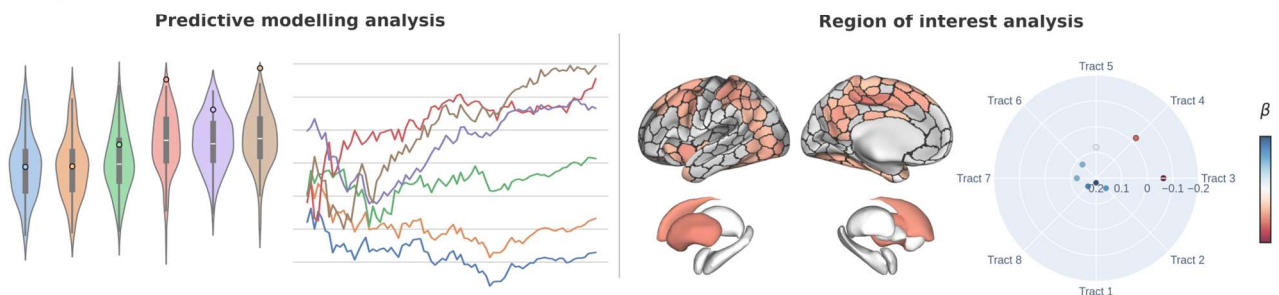 Predictive modelling analysis
Region of interest analysis
Tract 5
Tract 6
Tract 4
β
Tract 7
Tract 3
0.2 0.1 0 −0.1 −0.2
Tract 8
Tract 2
Tract 1